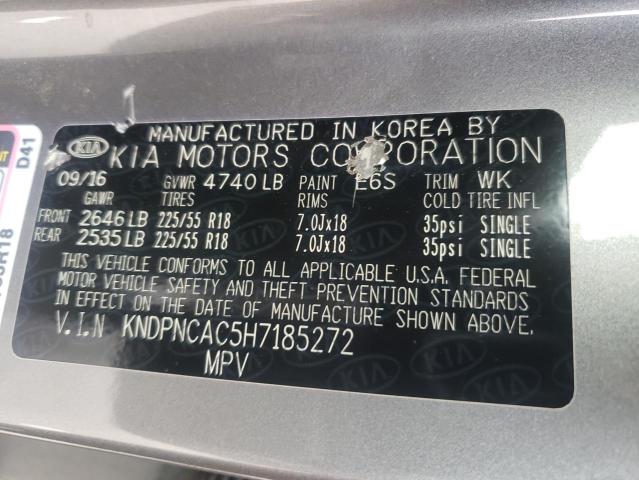 MANUFACTURED IN KOREA BY
KIA KIA MOTORS CORPORATION
09/16 GVWR 4740 LB PAINT E6S TRIM WK
GAWR TIRES RIMS COLD TIRE INFL
FRONT 2646 LB 225/55 R18 7.0Jx18 35psi SINGLE
REAR 2535 LB 225/55 R18 7.0Jx18 35psi SINGLE
THIS VEHICLE CONFORMS TO ALL APPLICABLE U.S.A. FEDERAL
MOTOR VEHICLE SAFETY AND THEFT PREVENTION STANDARDS
IN EFFECT ON THE DATE OF MANUFACTURE SHOWN ABOVE.
V.I.N KNDPNCAC5H7185272
MPV
D41